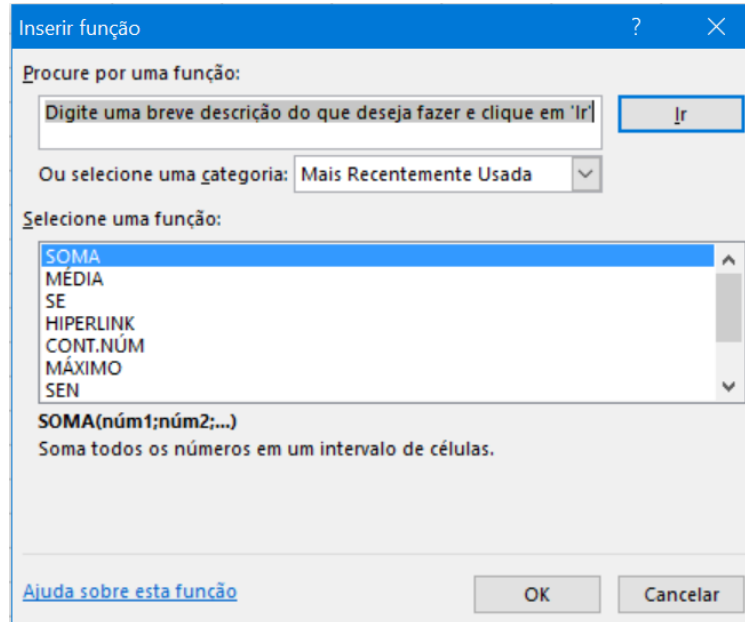 Inserir função
Procure por uma função:
Digite uma breve descrição do que deseja fazer e clique em 'Ir'
Ir
Ou selecione uma categoria: Mais Recentemente Usada
Selecione uma função:
SOMA
MÉDIA
SE
HIPERLINK
CONT.NÚM
MÁXIMO
SEN
SOMA(núm1;núm2;...)
Soma todos os números em um intervalo de células.
Ajuda sobre esta função
OK
Cancelar